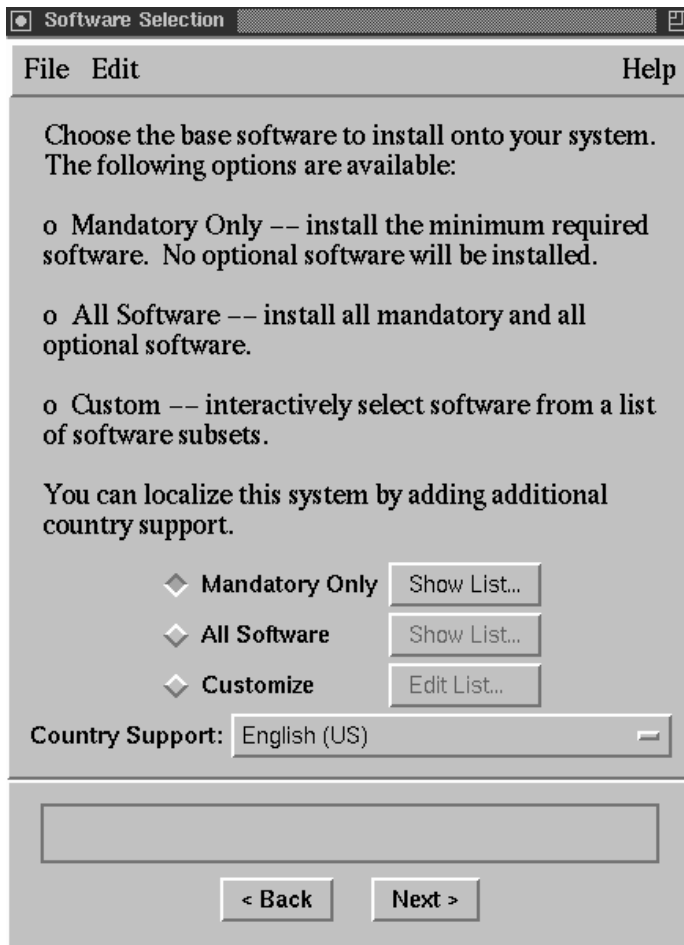 Software Selection
File Edit Help
Choose the base software to install onto your system.
The following options are available:
o Mandatory Only -- install the minimum required
software. No optional software will be installed.
o All Software -- install all mandatory and all
optional software.
o Custom -- interactively select software from a list
of software subsets.
You can localize this system by adding additional
country support.
Mandatory Only Show List...
All Software Show List...
Customize Edit List...
Country Support: English (US)
< Back Next >